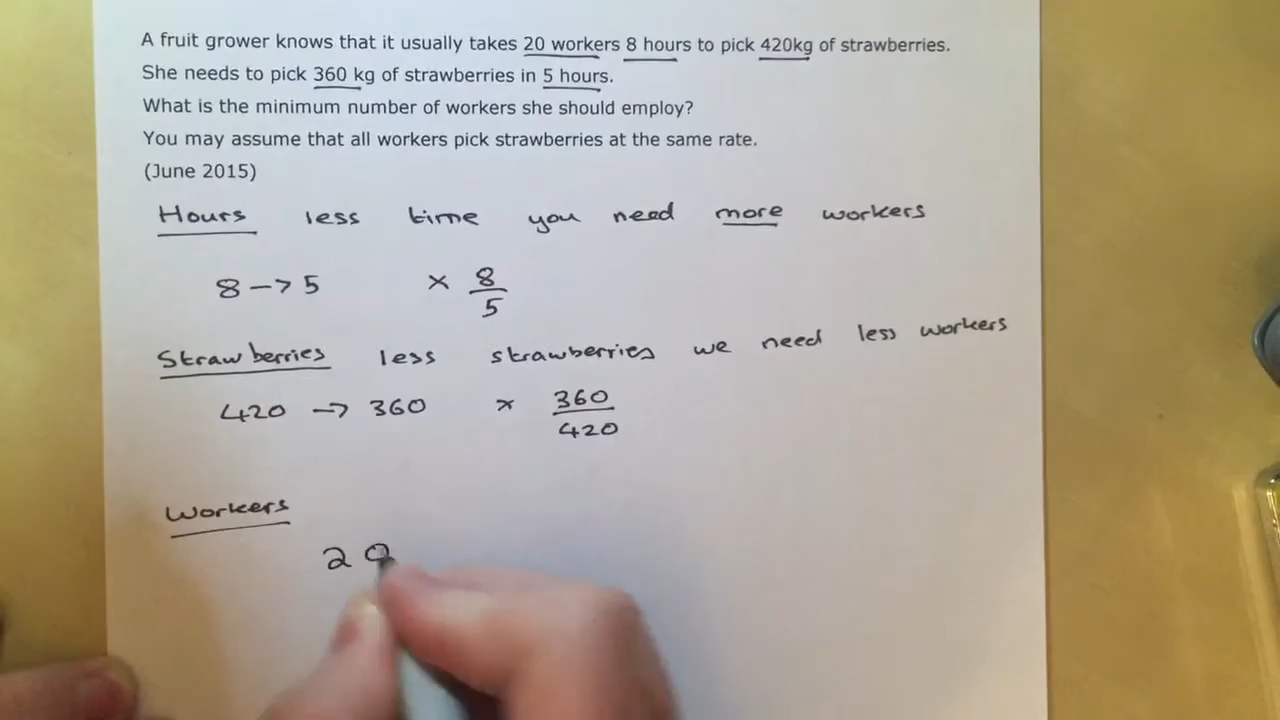 A fruit grower knows that it usually takes 20 workers 8 hours to pick 420kg of strawberries.
She needs to pick 360 kg of strawberries in 5 hours.
What is the minimum number of workers she should employ?
You may assume that all workers pick strawberries at the same rate.
(June 2015)
Hours less time you need more workers
8 → 5 × 8/5
Strawberries less strawberries we need less workers
420 → 360 × 360/420
Workers
20